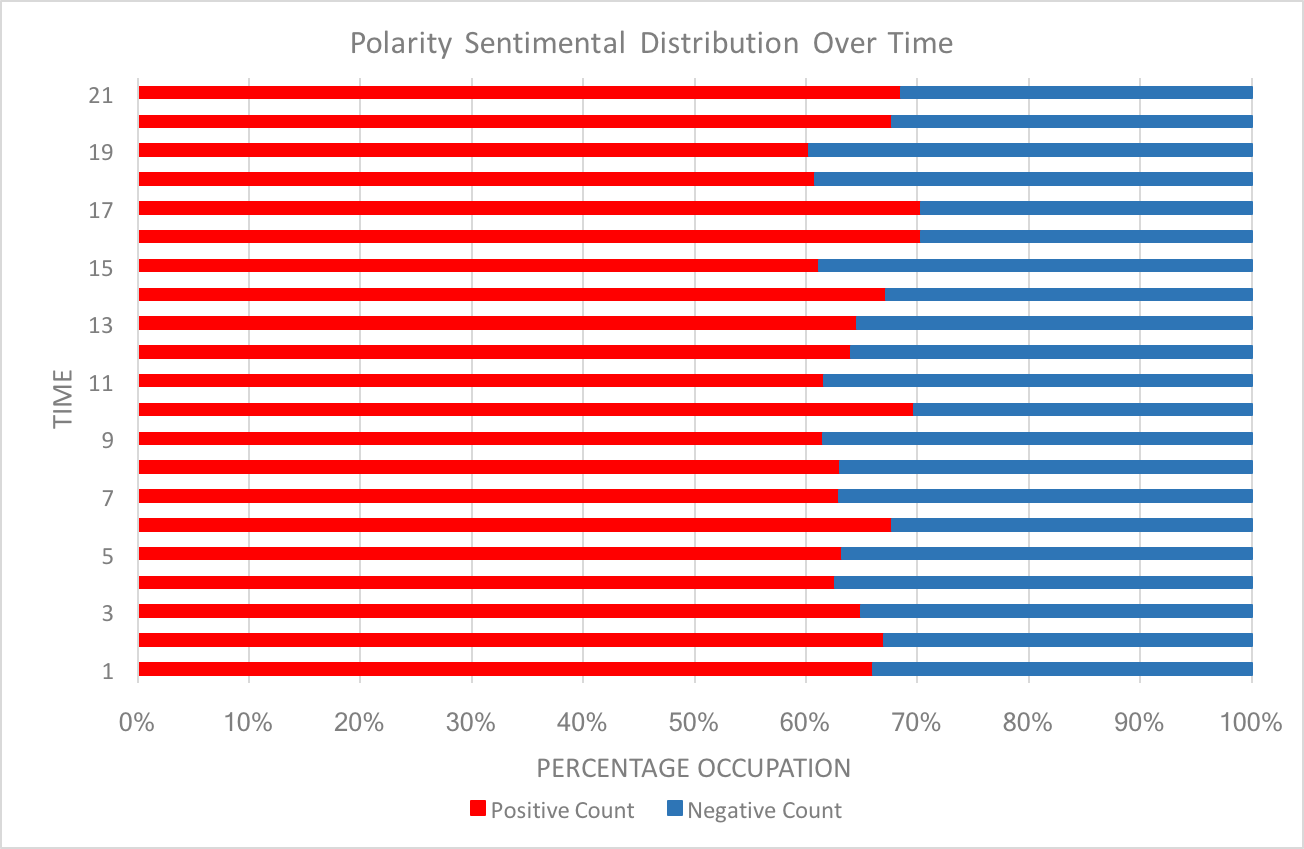 Polarity Sentimental Distribution Over Time
21
19
17
15
13
11
9
7
5
3
1
TIME
0% 10% 20% 30% 40% 50% 60% 70% 80% 90% 100%
PERCENTAGE OCCUPATION
Positive Count Negative Count